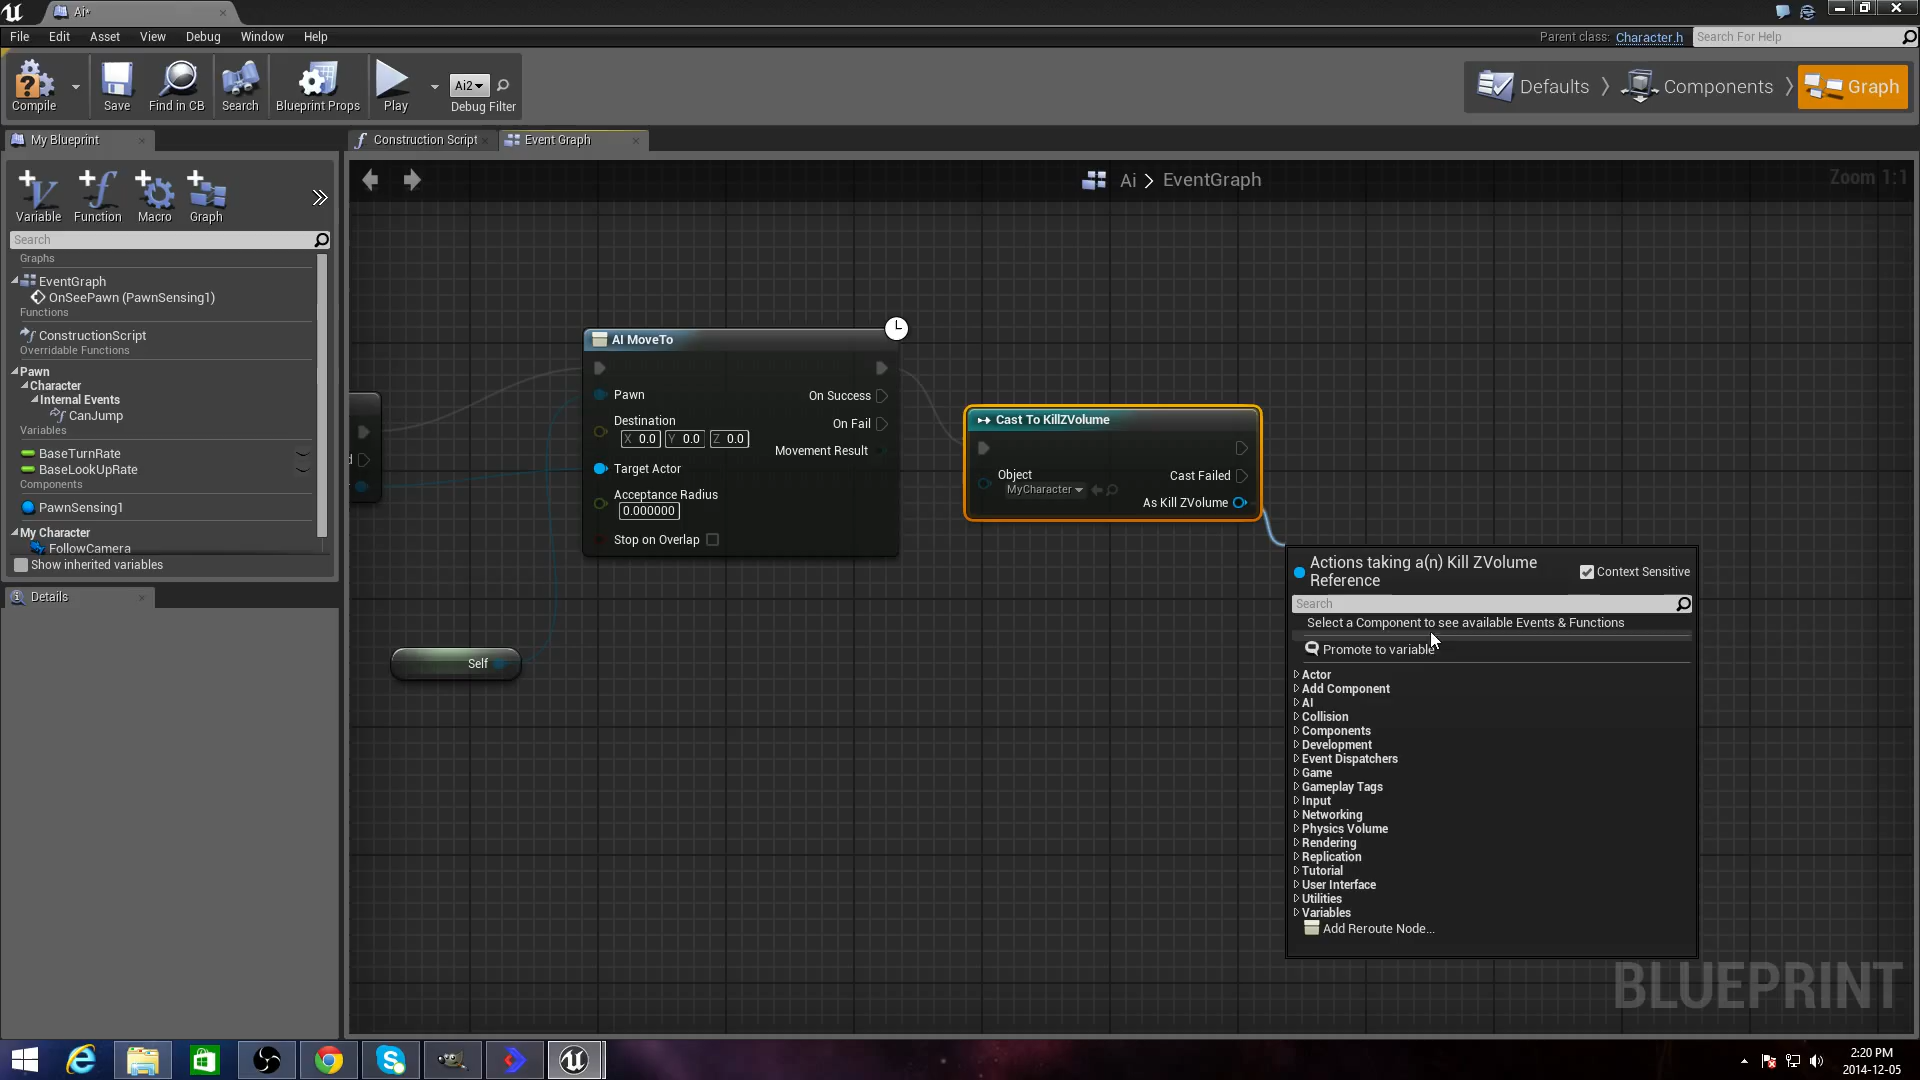 Ai*
File Edit Asset View Debug Window Help
Parent class: Character.h Search For Help
Compile Save Find in CB Search Blueprint Props Play Ai2 Debug Filter
Defaults Components Graph
My Blueprint
Construction Script Event Graph
Variable Function Macro Graph
Ai > EventGraph
Zoom 1:1
Search
Graphs
EventGraph
OnSeePawn (PawnSensing1)
Functions
ConstructionScript
Overridable Functions
Pawn
Character
Internal Events
CanJump
Variables
BaseTurnRate
BaseLookUpRate
Components
PawnSensing1
My Character
FollowCamera
Show inherited variables
Details
AI MoveTo
Pawn On Success
Destination On Fail
X 0.0 Y 0.0 Z 0.0
Movement Result
Target Actor
Acceptance Radius
0.000000
Stop on Overlap
d
Self
Cast To KillZVolume
Object Cast Failed
MyCharacter
As Kill ZVolume
Actions taking a(n) Kill ZVolume
Reference
Context Sensitive
Search
Select a Component to see available Events & Functions
Promote to variable
Actor
Add Component
AI
Collision
Components
Development
Event Dispatchers
Game
Gameplay Tags
Input
Networking
Physics Volume
Rendering
Replication
Tutorial
User Interface
Utilities
Variables
Add Reroute Node...
BLUEPRINT
2:20 PM
2014-12-05